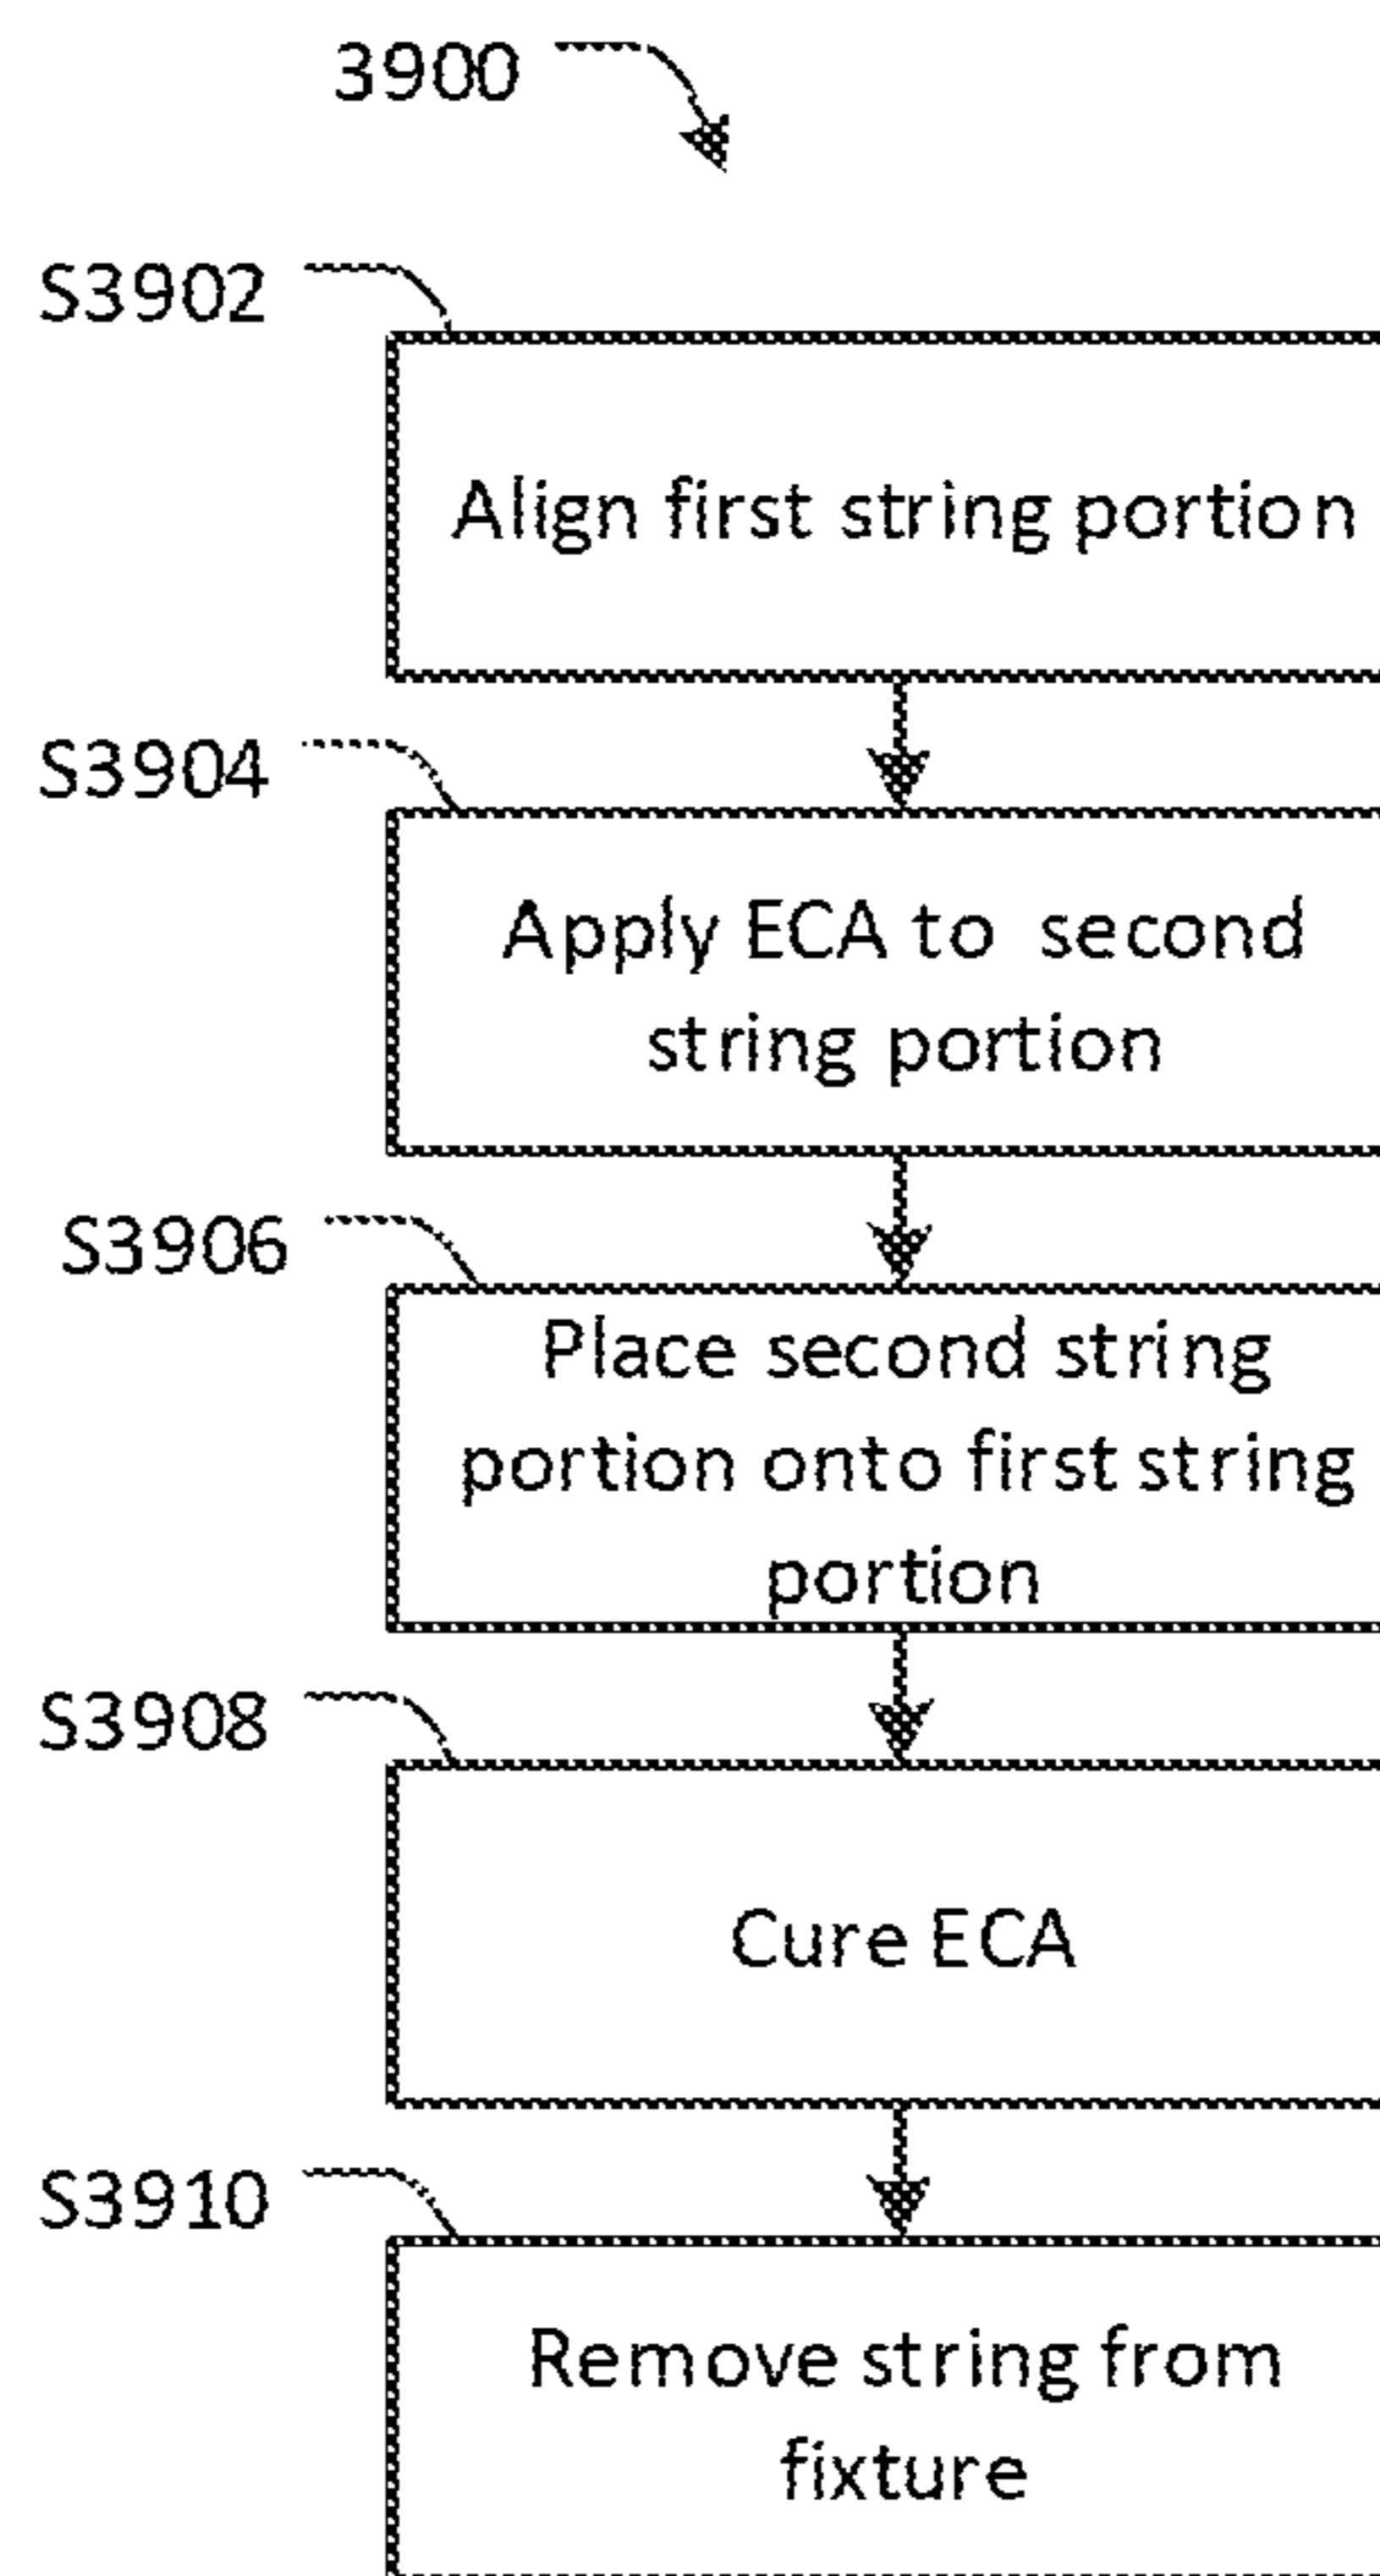 3900
S3902
Align first string portion
S3904
Apply ECA to second
string portion
S3906
Place second string
portion onto first string
portion
S3908
Cure ECA
S3910
Remove string from
fixture